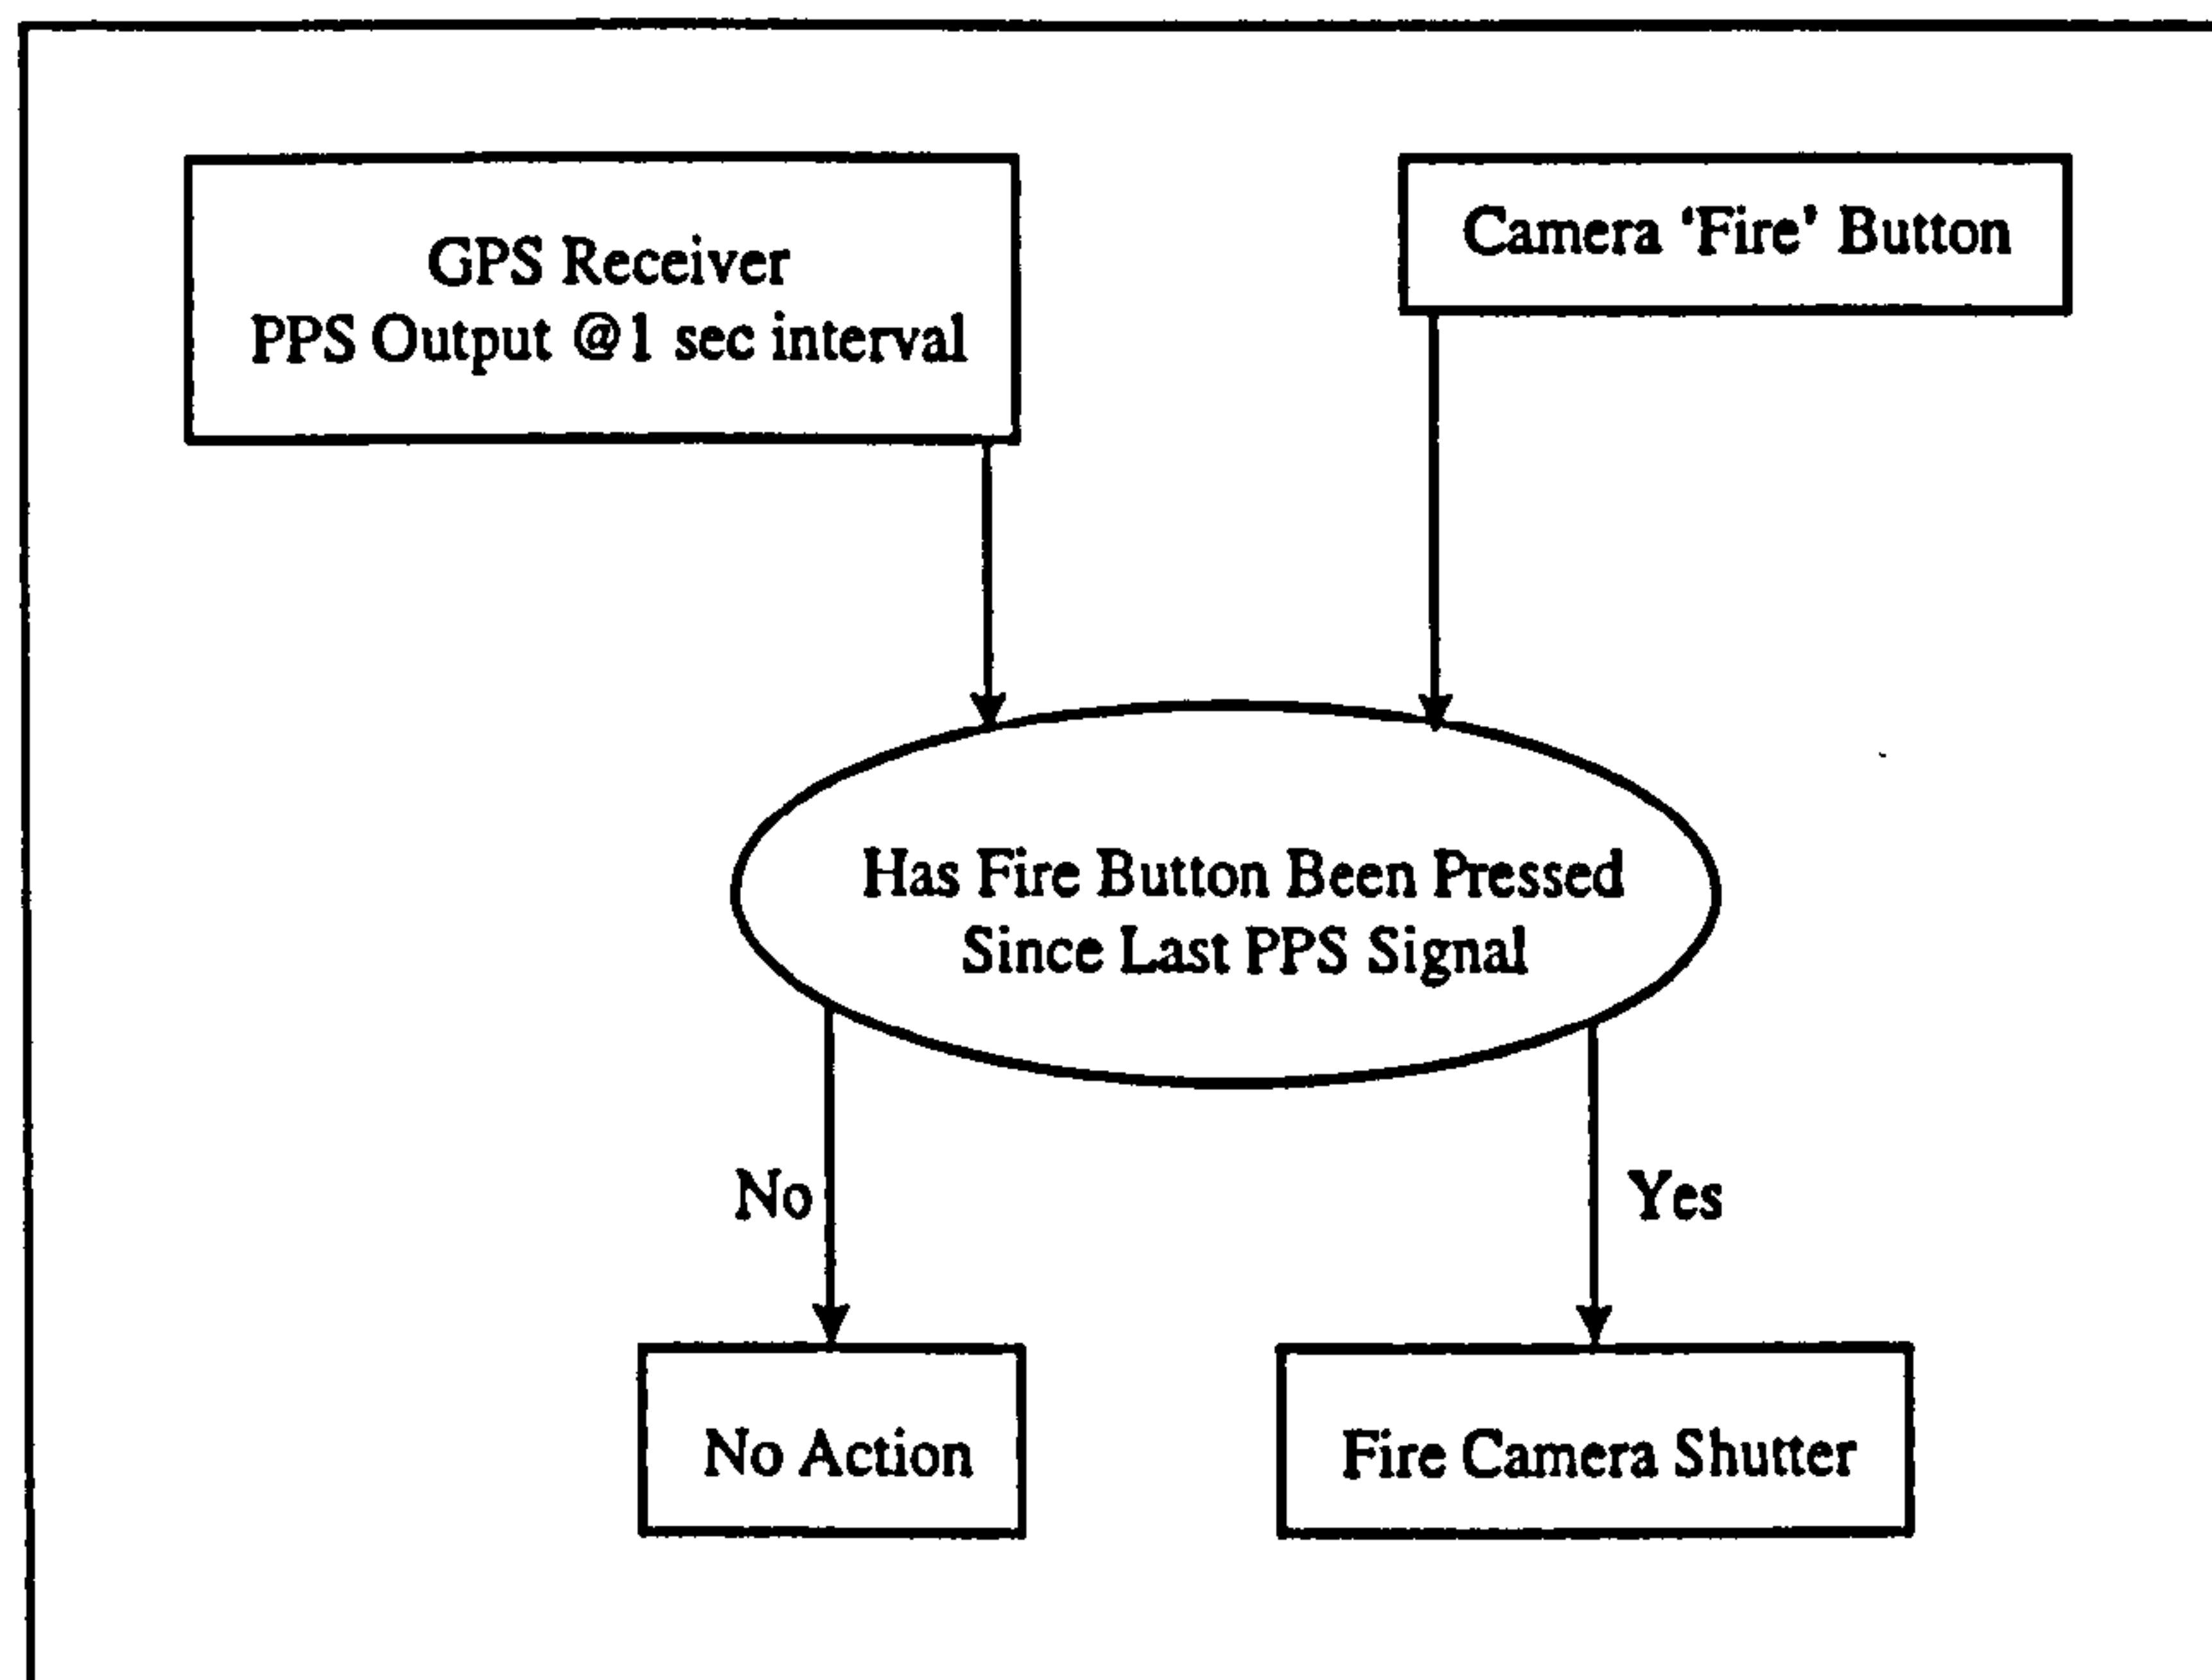 GPS Receiver
PPS Output @1 sec interval
Camera ‘Fire’ Button
Has Fire Button Been Pressed
Since Last PPS Signal
No
Yes
No Action
Fire Camera Shutter